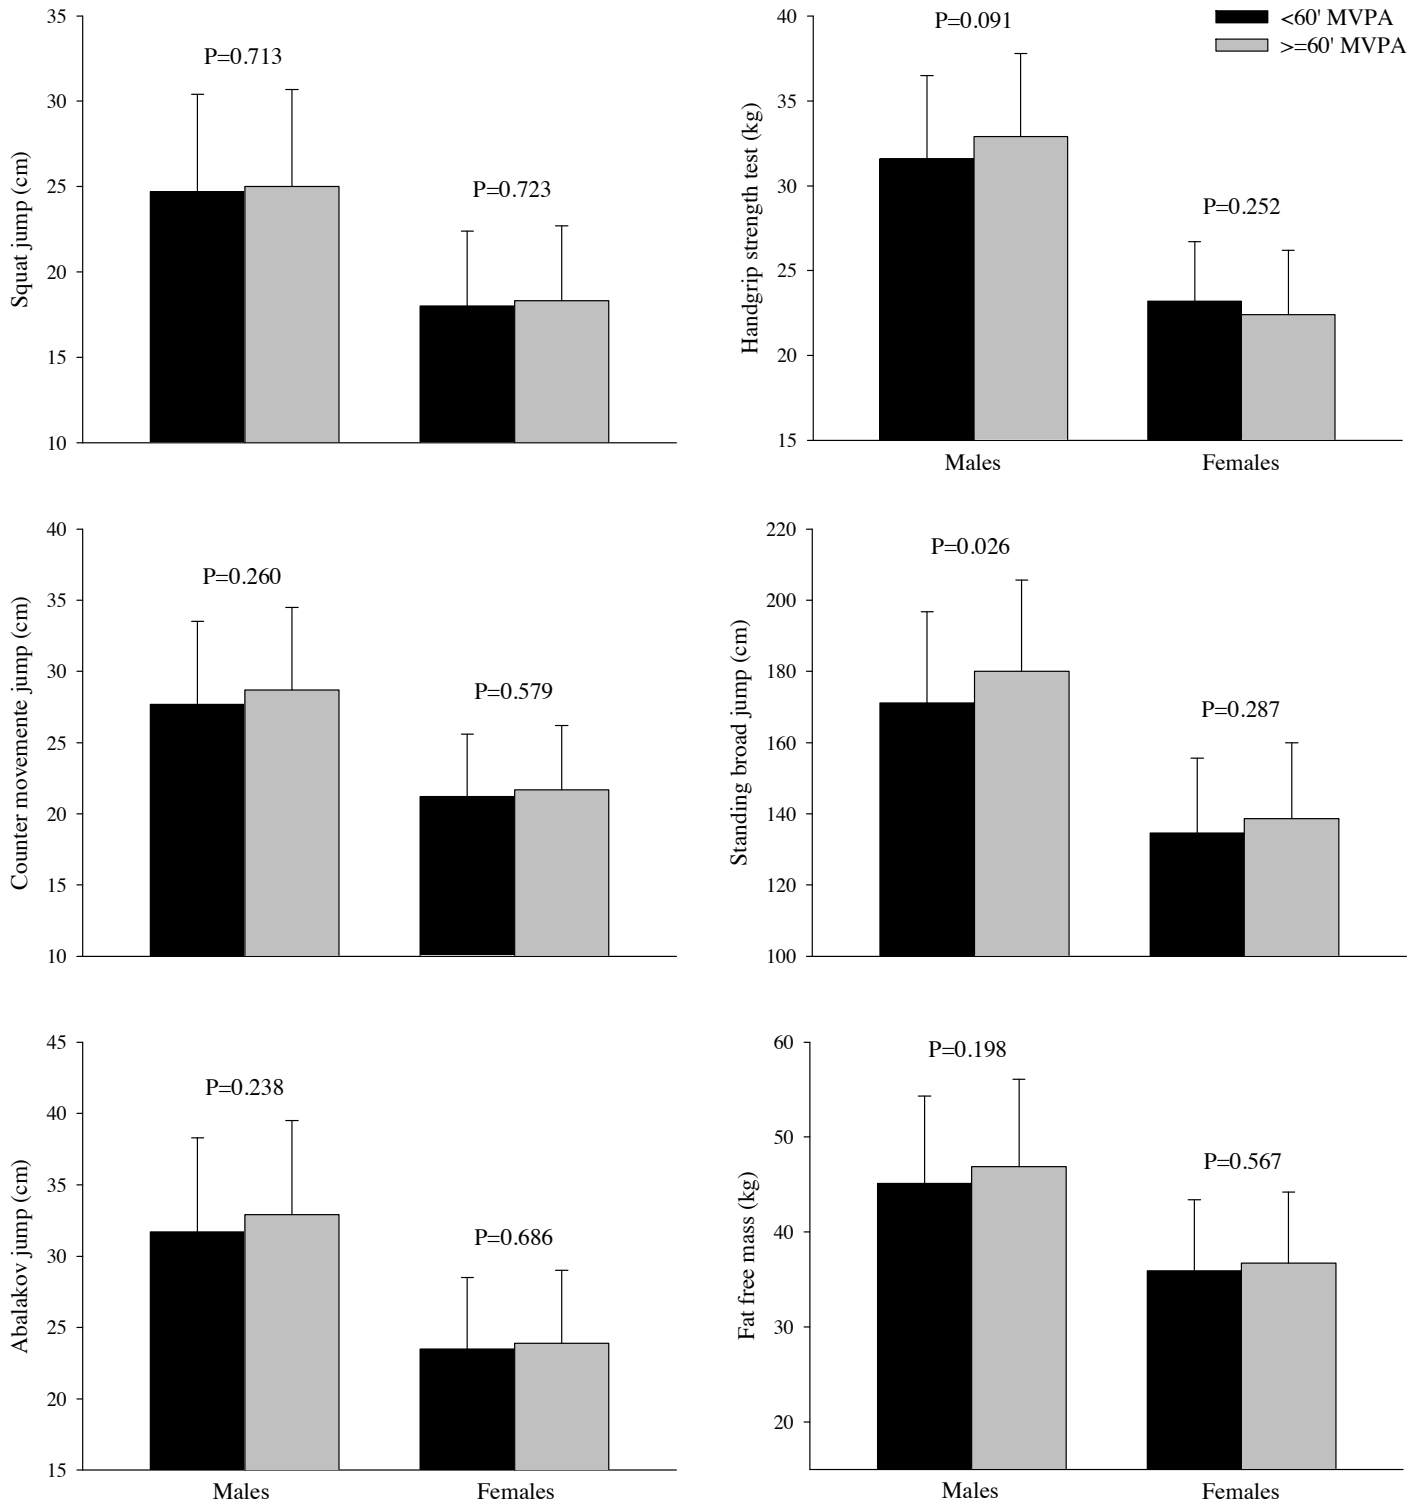 35
30
25
20
15
10
Squat jump (cm)
P=0.713
P=0.723
40
35
30
25
20
15
Handgrip strength test (kg)
P=0.091
P=0.252
<60' MVPA
>=60' MVPA
Males
Females
40
35
30
25
20
15
10
Counter movemente jump (cm)
P=0.260
P=0.579
220
200
180
160
140
120
100
Standing broad jump (cm)
P=0.026
P=0.287
45
40
35
30
25
20
15
Abalakov jump (cm)
P=0.238
P=0.686
Males
Females
60
50
40
30
20
Fat free mass (kg)
P=0.198
P=0.567
Males
Females